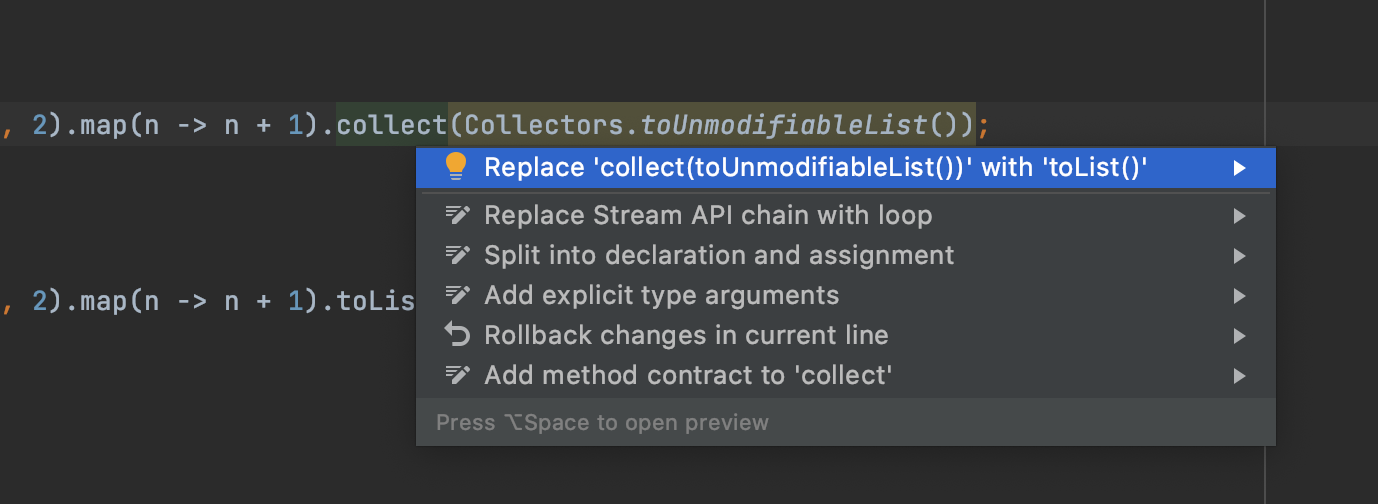 , 2).map(n -> n + 1).collect(Collectors.toUnmodifiableList());
Replace 'collect(toUnmodifiableList())' with 'toList()'
Replace Stream API chain with loop
Split into declaration and assignment
, 2).map(n -> n + 1).toLis
Add explicit type arguments
Rollback changes in current line
Add method contract to 'collect'
Press ⌥Space to open preview